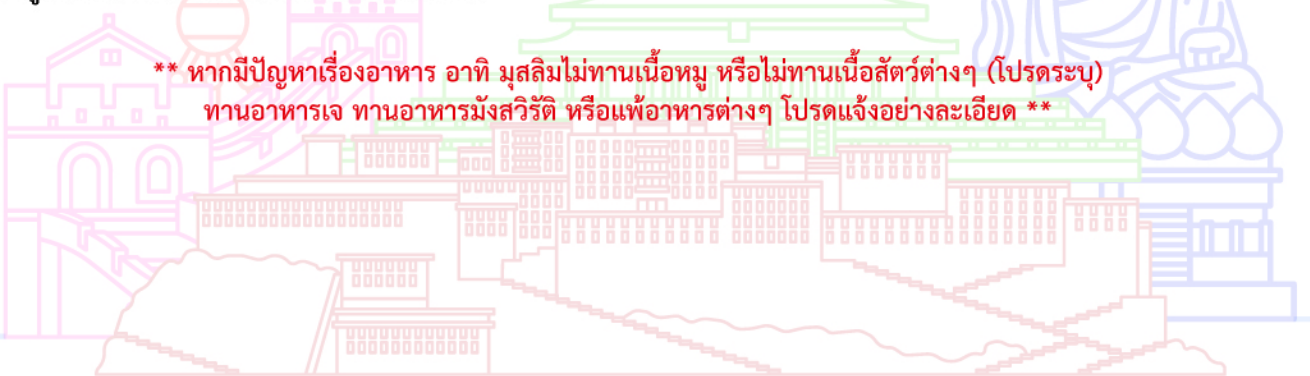 ** หากมีปัญหาเรื่องอาหาร อาทิ มุสลิมไม่ทานเนื้อหมู หรือไม่ทานเนื้อสัตว์ต่างๆ (โปรดระบุ)
ทานอาหารเจ ทานอาหารมังสวิรัติ หรือแพ้อาหารต่างๆ โปรดแจ้งอย่างละเอียด **